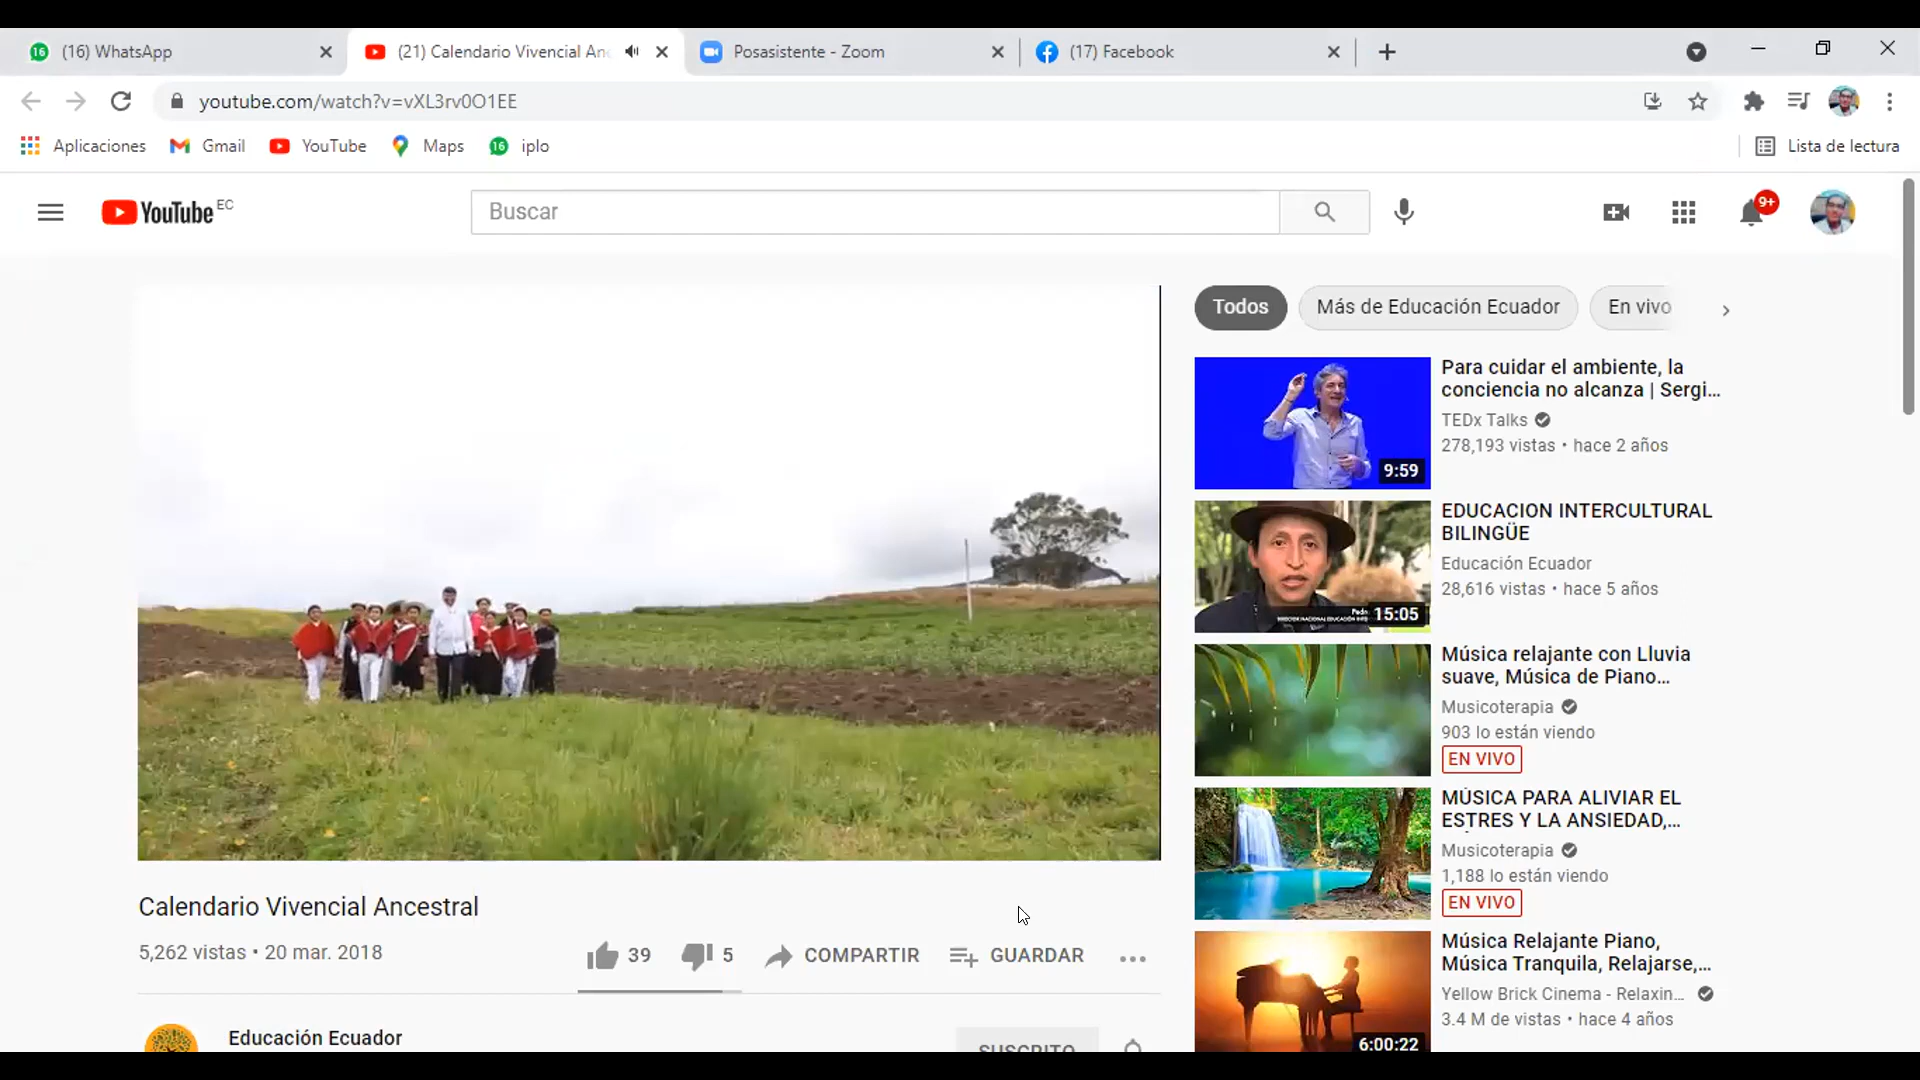 16 (16) WhatsApp
(21) Calendario Vivencial An
Posasistente - Zoom
(17) Facebook
youtube.com/watch?v=vXL3rv0O1EE
Aplicaciones
Gmail
YouTube
Maps
16 iplo
Lista de lectura
YouTube EC
Buscar
9+
Todos
Más de Educación Ecuador
En vivo
Para cuidar el ambiente, la
conciencia no alcanza | Sergi...
TEDx Talks
278,193 vistas • hace 2 años
9:59
EDUCACION INTERCULTURAL
BILINGÜE
Educación Ecuador
28,616 vistas • hace 5 años
15:05
Música relajante con Lluvia
suave, Música de Piano...
Musicoterapia
903 lo están viendo
EN VIVO
MÚSICA PARA ALIVIAR EL
ESTRES Y LA ANSIEDAD,...
Musicoterapia
1,188 lo están viendo
EN VIVO
Música Relajante Piano,
Música Tranquila, Relajarse,...
Yellow Brick Cinema - Relaxin...
3.4 M de vistas • hace 4 años
6:00:22
Calendario Vivencial Ancestral
5,262 vistas • 20 mar. 2018
39
5
COMPARTIR
GUARDAR
Educación Ecuador
SUSCRITO